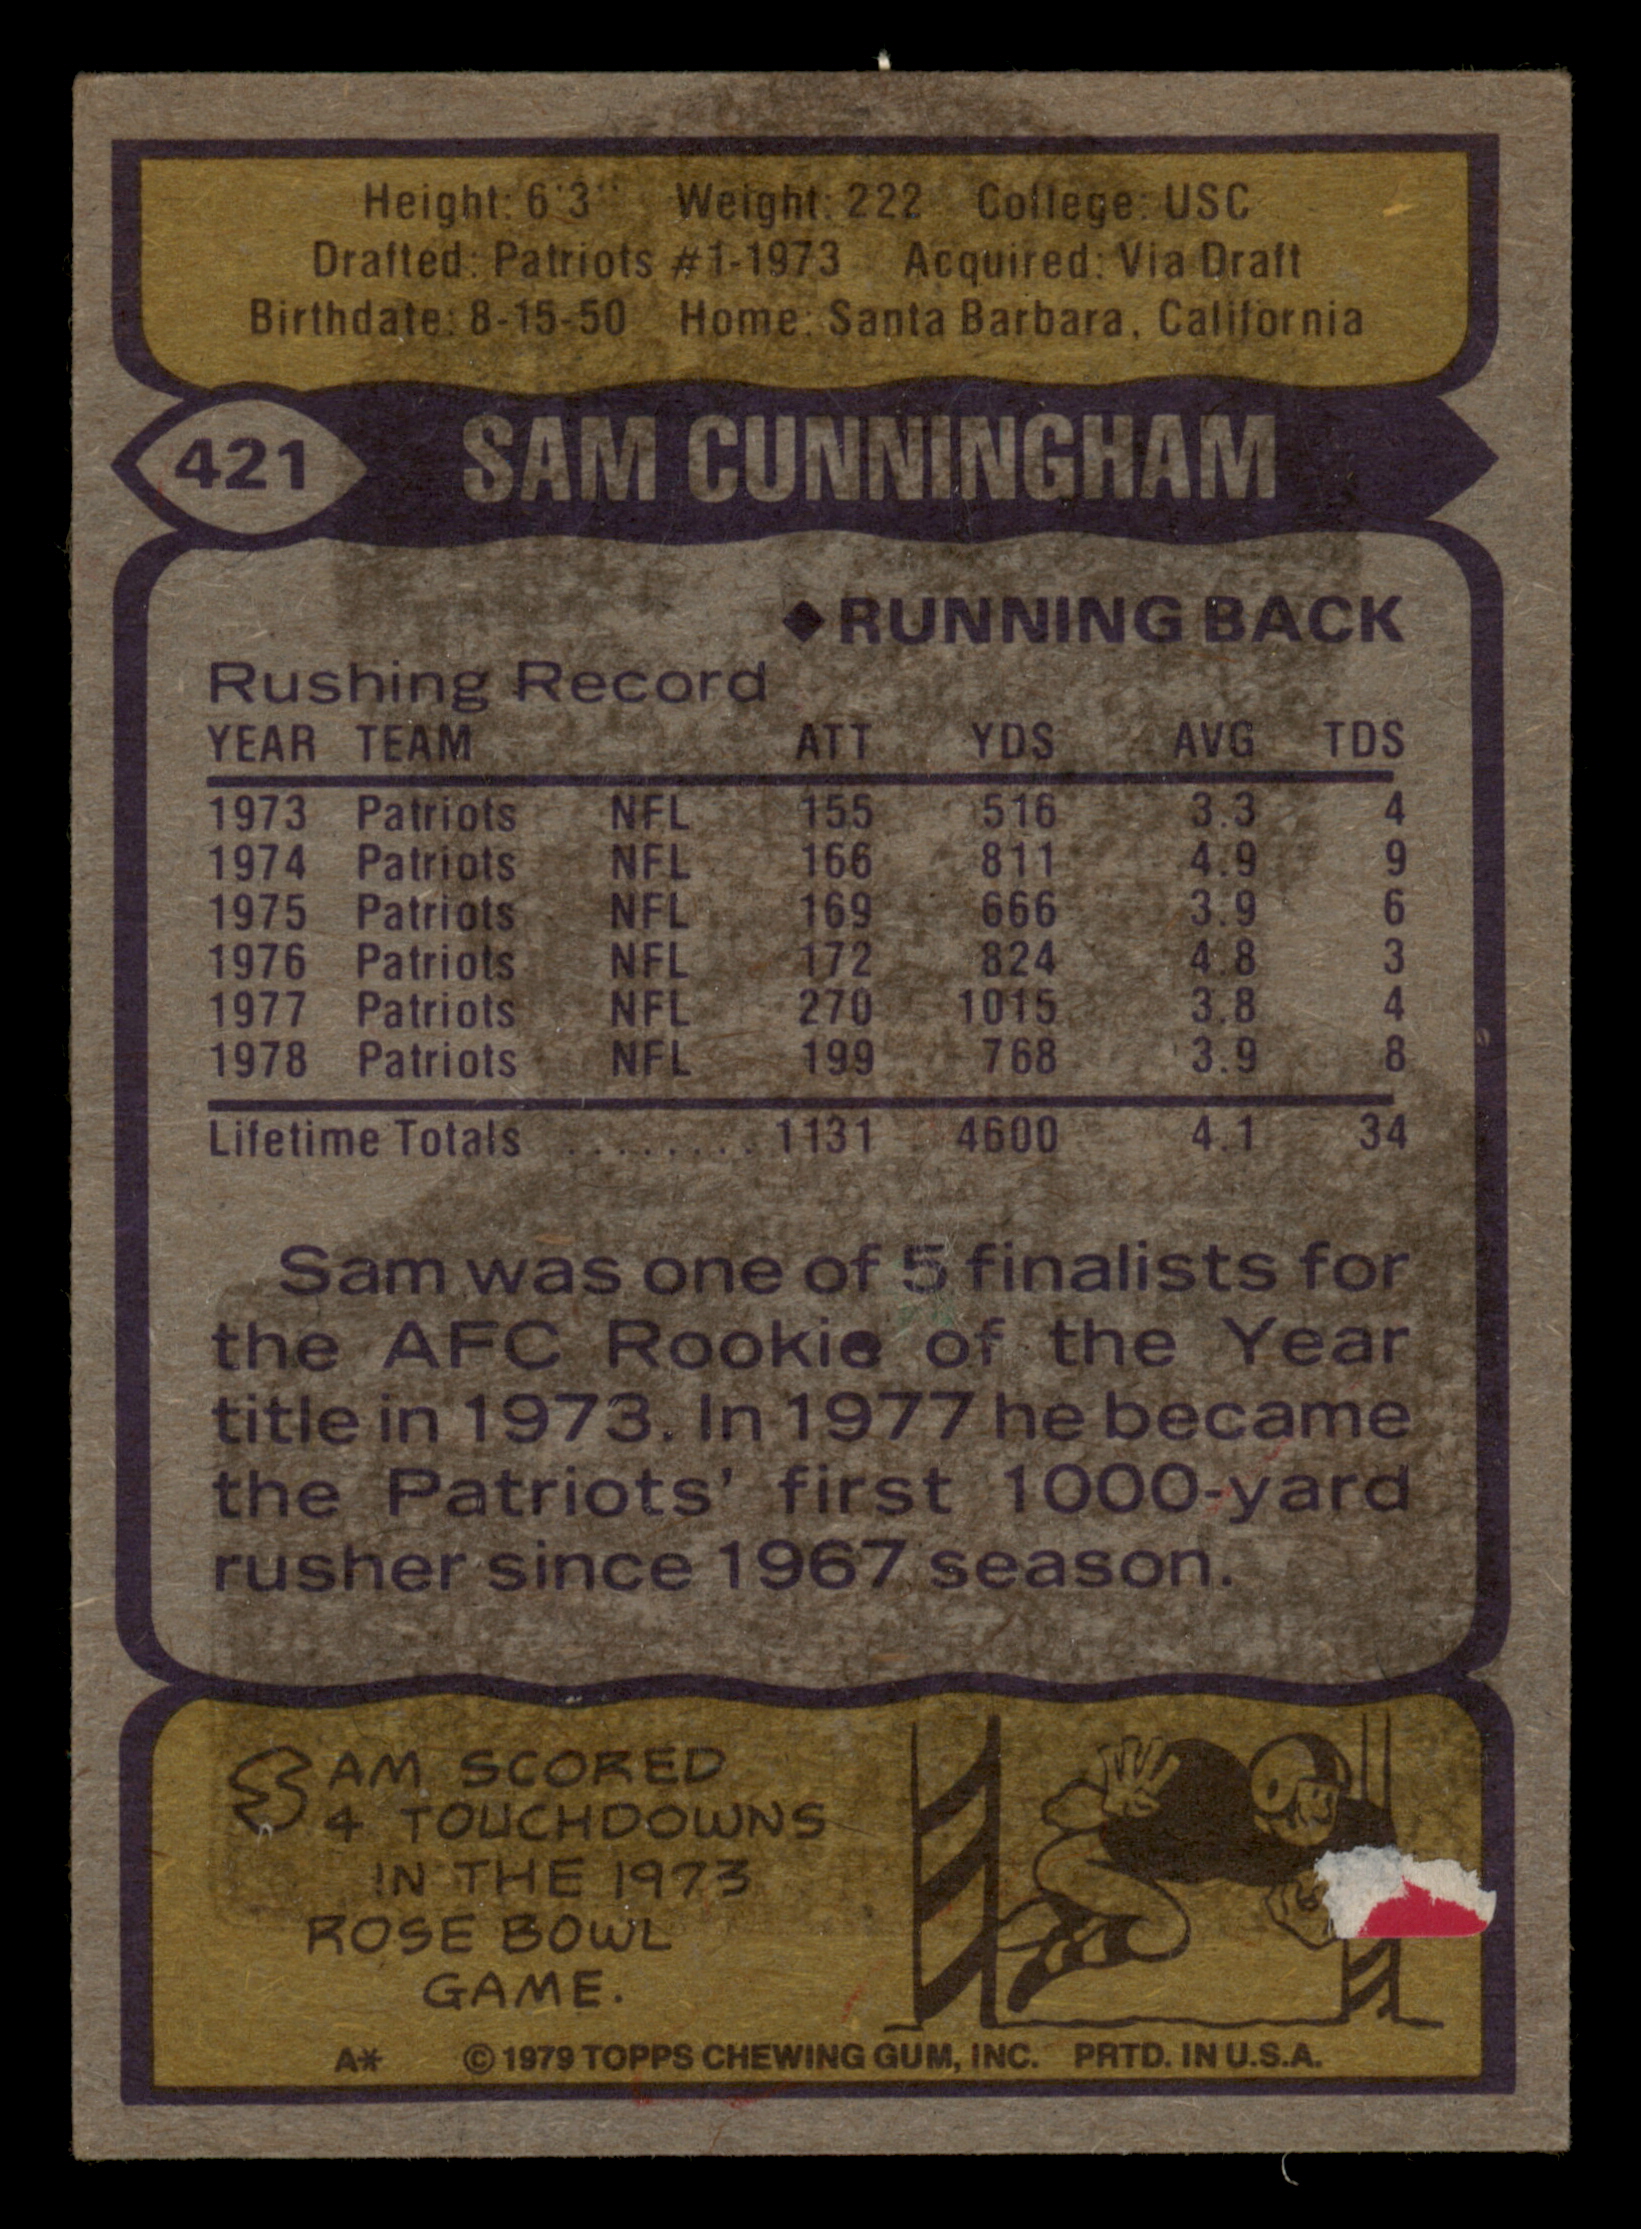 Height: 6'3" Weight: 222 College: USC
Drafted: Patriots #1-1973 Acquired: Via Draft
Birthdate: 8-15-50 Home: Santa Barbara, California
421 SAM CUNNINGHAM
◆RUNNING BACK
Rushing Record
YEAR TEAM ATT YDS AVG TDS
1973 Patriots NFL 155 516 3.3 4
1974 Patriots NFL 166 811 4.9 9
1975 Patriots NFL 169 666 3.9 6
1976 Patriots NFL 172 824 4.8 3
1977 Patriots NFL 270 1015 3.8 4
1978 Patriots NFL 199 768 3.9 8
Lifetime Totals ........ 1131 4600 4.1 34
Sam was one of 5 finalists for
the AFC Rookie of the Year
title in 1973. In 1977 he became
the Patriots' first 1000-yard
rusher since 1967 season.
SAM SCORED
4 TOUCHDOWNS
IN THE 1973
ROSE BOWL
GAME.
A* © 1979 TOPPS CHEWING GUM, INC. PRTD. IN U.S.A.